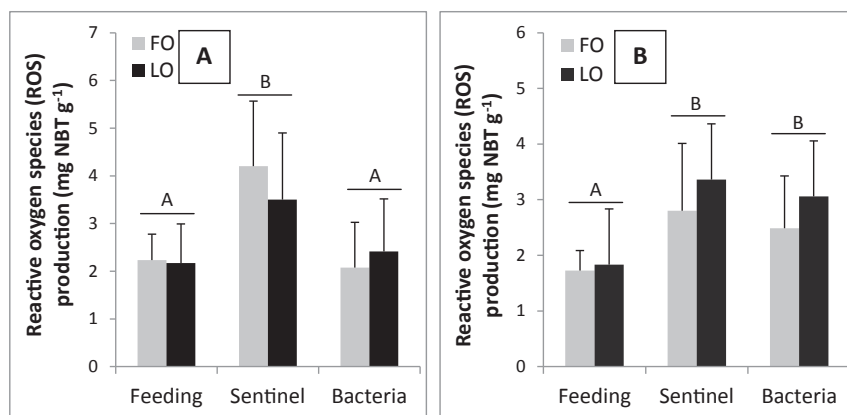 Reactive oxygen species (ROS)
production (mg NBT g-1)
7
6
5
4
3
2
1
0
FO
LO
A
A
B
A
Feeding Sentinel Bacteria
Reactive oxygen species (ROS)
production (mg NBT g-1)
6
5
4
3
2
1
0
FO
LO
B
A
B
B
Feeding Sentinel Bacteria